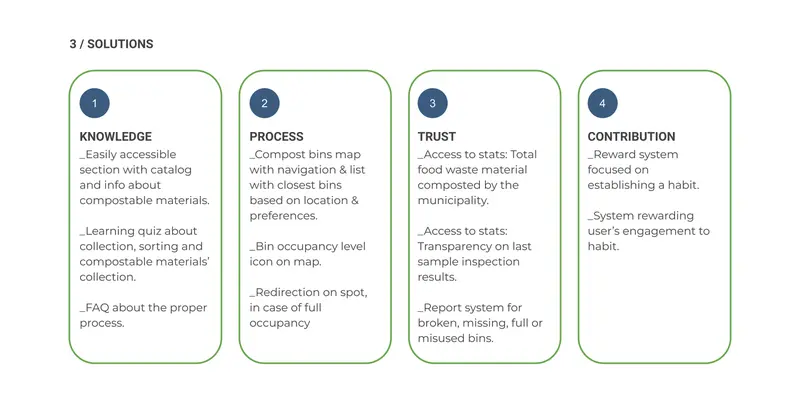 3 / SOLUTIONS
1
KNOWLEDGE
_Easily accessible
section with catalog
and info about
compostable materials.
_Learning quiz about
collection, sorting and
compostable materials’
collection.
_FAQ about the proper
process.
2
PROCESS
_Compost bins map
with navigation & list
with closest bins
based on location &
preferences.
_Bin occupancy level
icon on map.
_Redirection on spot,
in case of full
occupancy
3
TRUST
_Access to stats: Total
food waste material
composted by the
municipality.
_Access to stats:
Transparency on last
sample inspection
results.
_Report system for
broken, missing, full or
misused bins.
4
CONTRIBUTION
_Reward system
focused on
establishing a habit.
_System rewarding
user’s engagement to
habit.